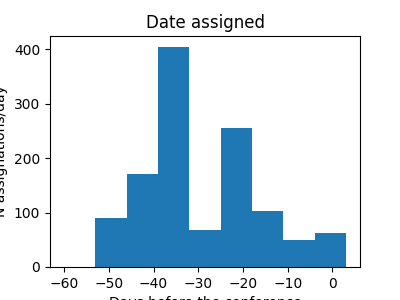 Date assigned
N assignations/day
400
300
200
100
0
−60 −50 −40 −30 −20 −10 0
Days before the conference